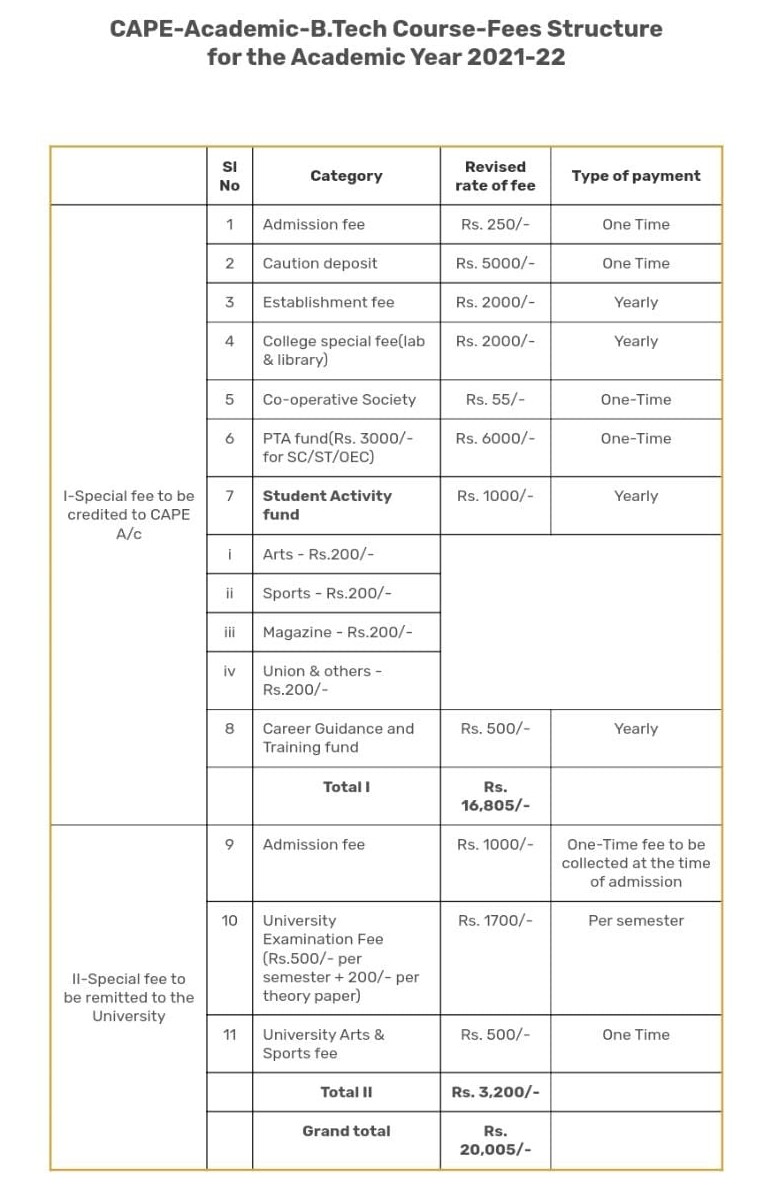 CAPE-Academic-B.Tech Course-Fees Structure
for the Academic Year 2021-22
Sl
No
Category
Revised
rate of fee
Type of payment
I-Special fee to be
credited to CAPE
A/c
1 Admission fee Rs. 250/- One Time
2 Caution deposit Rs. 5000/- One Time
3 Establishment fee Rs. 2000/- Yearly
4 College special fee(lab Rs. 2000/- Yearly
& library)
5 Co-operative Society Rs. 55/- One-Time
6 PTA fund(Rs. 3000/- Rs. 6000/- One-Time
for SC/ST/OEC)
7 Student Activity Rs. 1000/- Yearly
fund
i Arts - Rs.200/-
ii Sports - Rs.200/-
iii Magazine - Rs.200/-
iv Union & others -
Rs.200/-
8 Career Guidance and Rs. 500/- Yearly
Training fund
Total I Rs.
16,805/-
II-Special fee to
be remitted to the
University
9 Admission fee Rs. 1000/- One-Time fee to be
collected at the time
of admission
10 University Rs. 1700/- Per semester
Examination Fee
(Rs.500/- per
semester + 200/- per
theory paper)
11 University Arts & Rs. 500/- One Time
Sports fee
Total II Rs. 3,200/-
Grand total Rs.
20,005/-